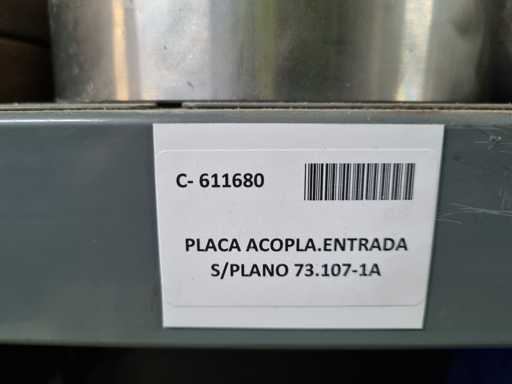 C- 611680
PLACA ACOPLA.ENTRADA
S/PLANO 73.107-1A